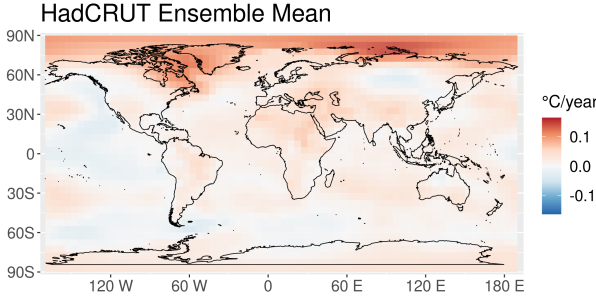 HadCRUT Ensemble Mean
90N
60N
30N
0
30S
60S
90S
120 W
60 W
0
60 E
120 E
180 E
°C/year
0.1
0.0
-0.1